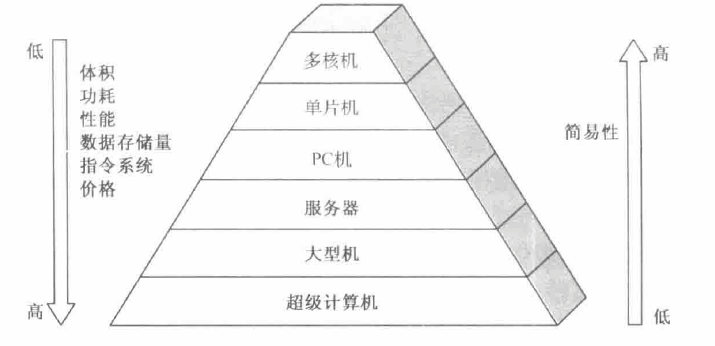 低
体积
功耗
性能
数据存储量
指令系统
价格
高
多核机
单片机
PC机
服务器
大型机
超级计算机
高
简易性
低